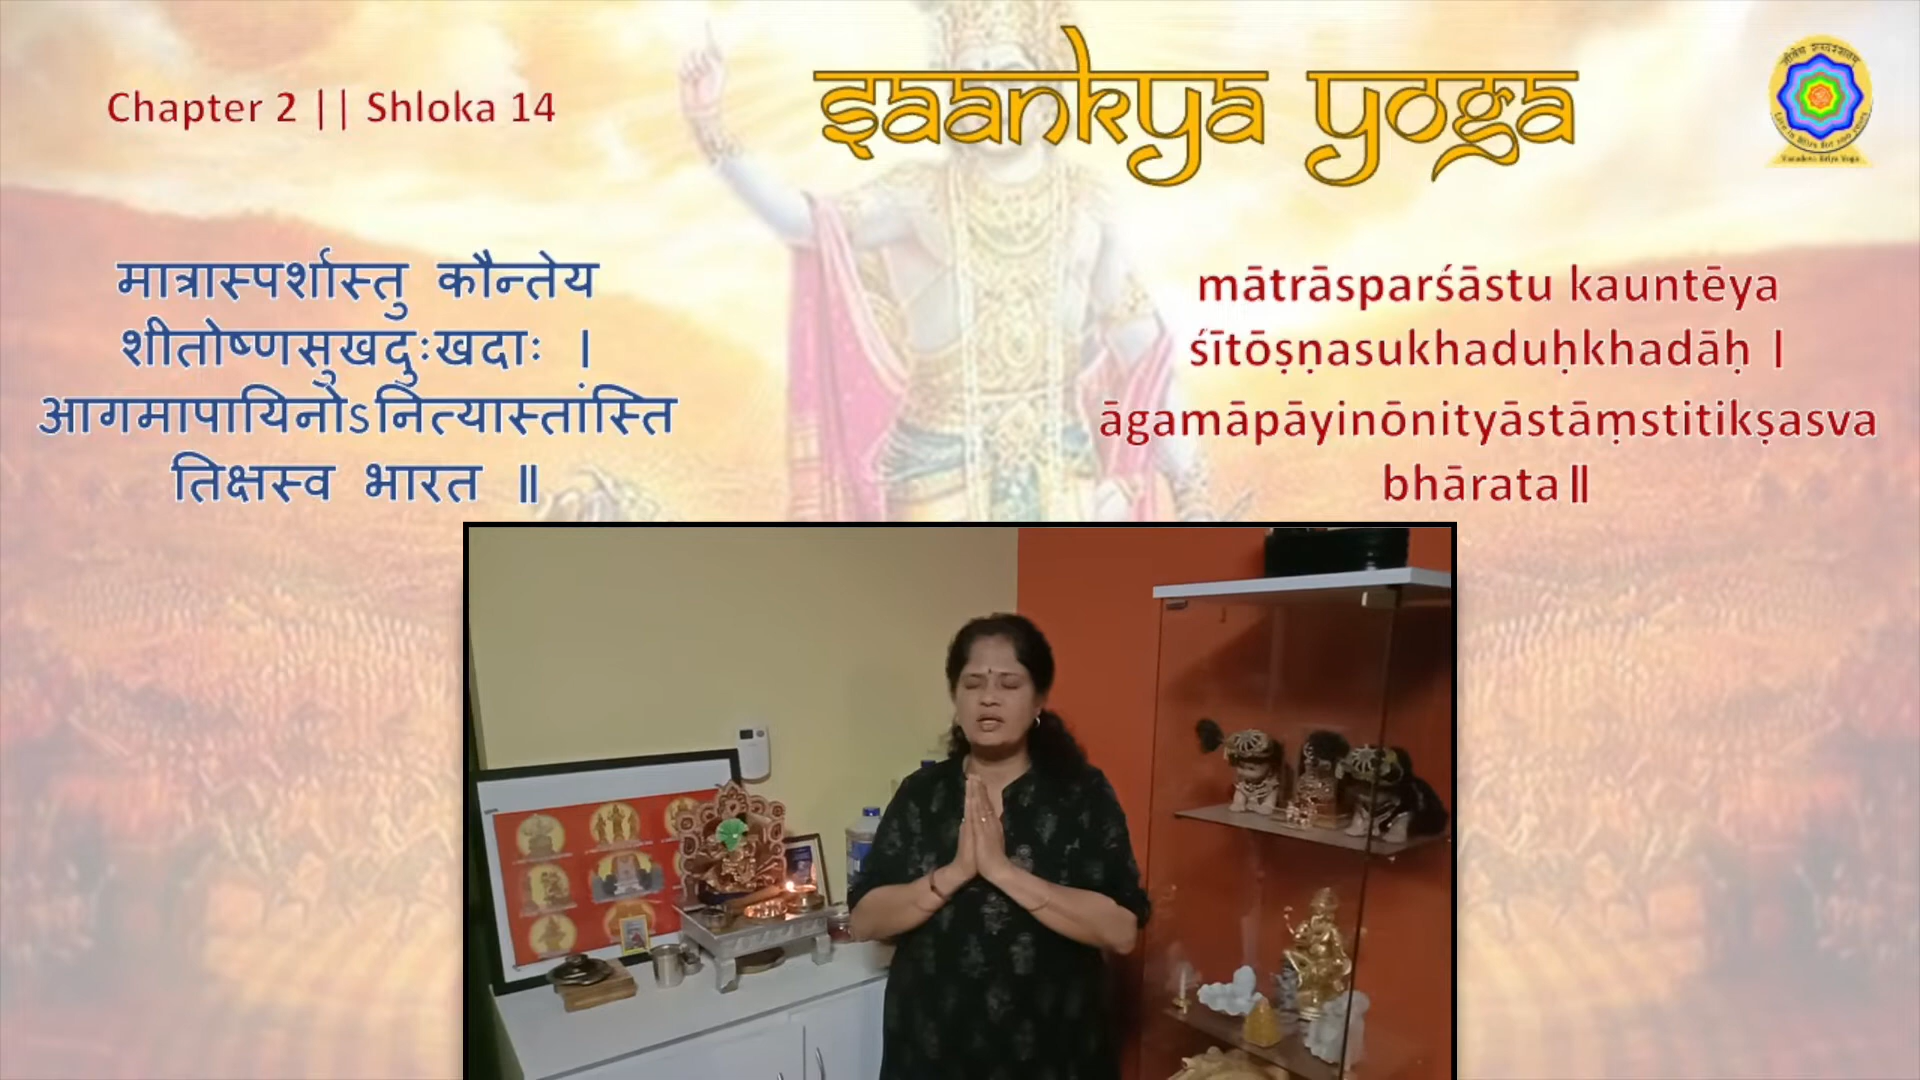 Chapter 2 || Shloka 14
saankya yoga
मात्रास्पर्शास्तु कौन्तेय
शीतोष्णसुखदुःखदाः ।
आगमापायिनोऽनित्यास्तांस्ति
तिक्षस्व भारत ॥
mātrāsparśāstu kauntēya
śītōṣṇasukhaduḥkhadāḥ |
āgamāpāyinōnityāstāṃstitikṣasva
bhārata॥